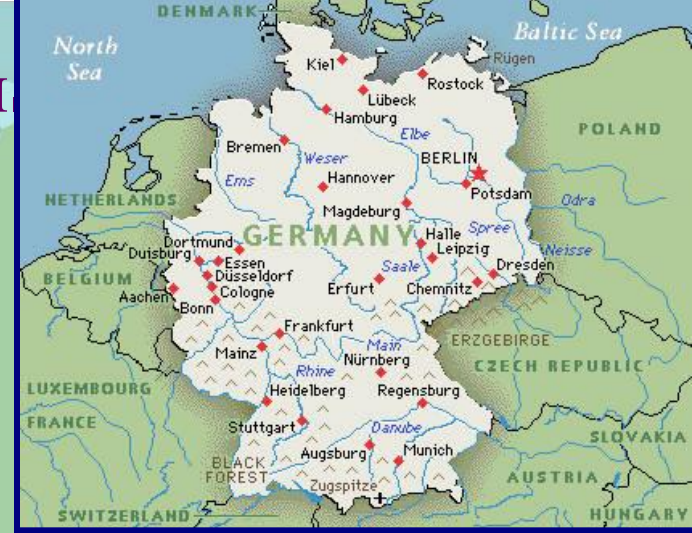 DENMARK
North
Sea
Baltic Sea
Rügen
Kiel
Rostock
Lübeck
Hamburg
Elbe
POLAND
Bremen
Weser
BERLIN
Ems
Hannover
Potsdam
NETHERLANDS
Magdeburg
Odra
GERMANY
Halle
Spree
Dortmund
Leipzig
Neisse
Duisburg
Essen
Düsseldorf
Saale
Dresden
BELGIUM
Aachen
Cologne
Erfurt
Chemnitz
Bonn
Frankfurt
ERZGEBIRGE
Mainz
Main
Nürnberg
CZECH REPUBLIC
Rhine
LUXEMBOURG
Heidelberg
Regensburg
FRANCE
Stuttgart
Danube
SLOVAKIA
Augsburg
Munich
BLACK
FOREST
Zugspitze
AUSTRIA
SWITZERLAND
HUNGARY